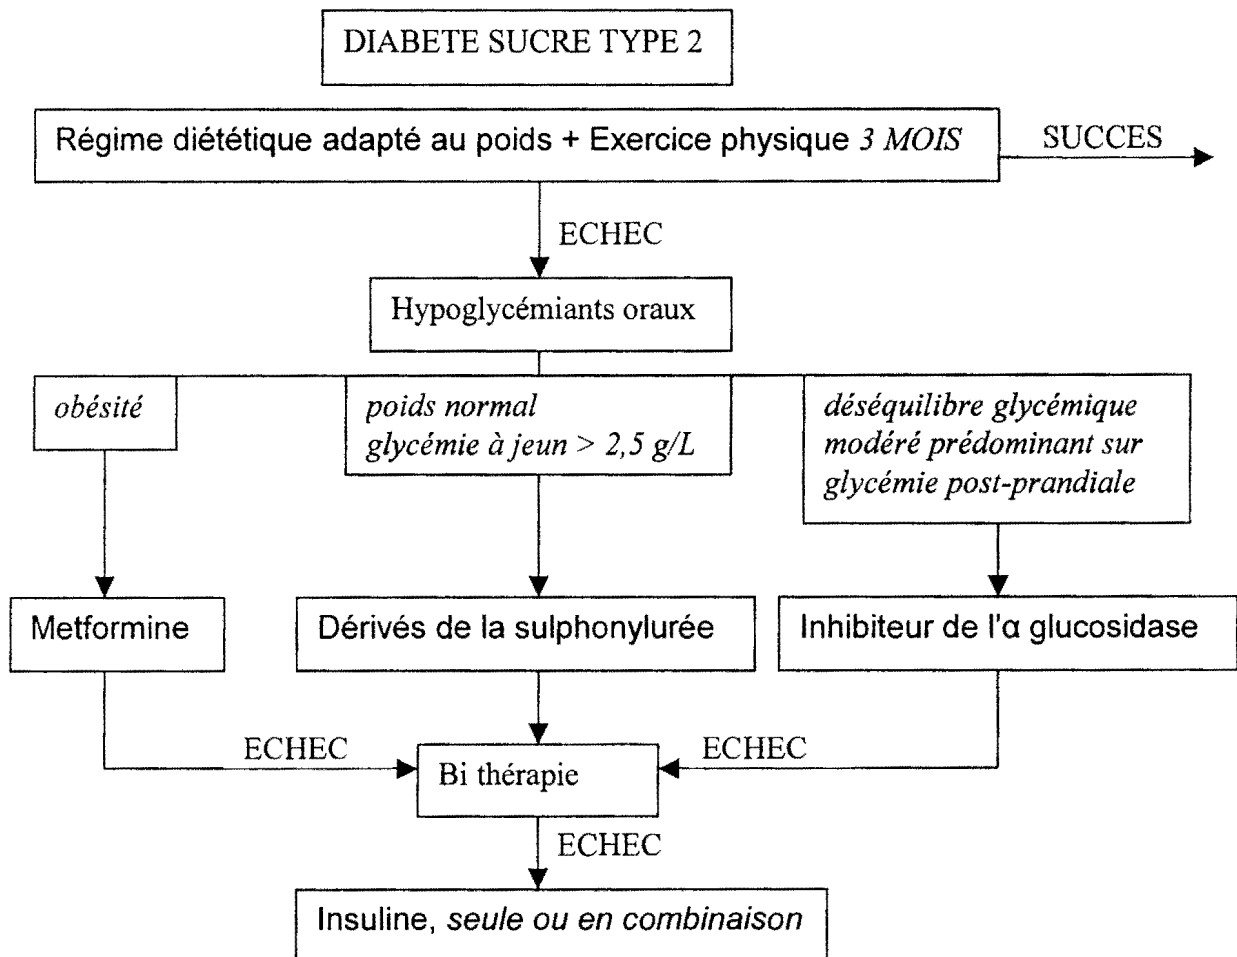 DIABETE SUCRE TYPE 2
Régime diététique adapté au poids + Exercice physique 3 MOIS
SUCCES
ECHEC
Hypoglycémiants oraux
obésité
poids normal
glycémie à jeun > 2,5 g/L
déséquilibre glycémique
modéré prédominant sur
glycémie post-prandiale
Metformine
Dérivés de la sulphonylurée
Inhibiteur de l'α glucosidase
ECHEC
ECHEC
Bi thérapie
ECHEC
Insuline, seule ou en combinaison